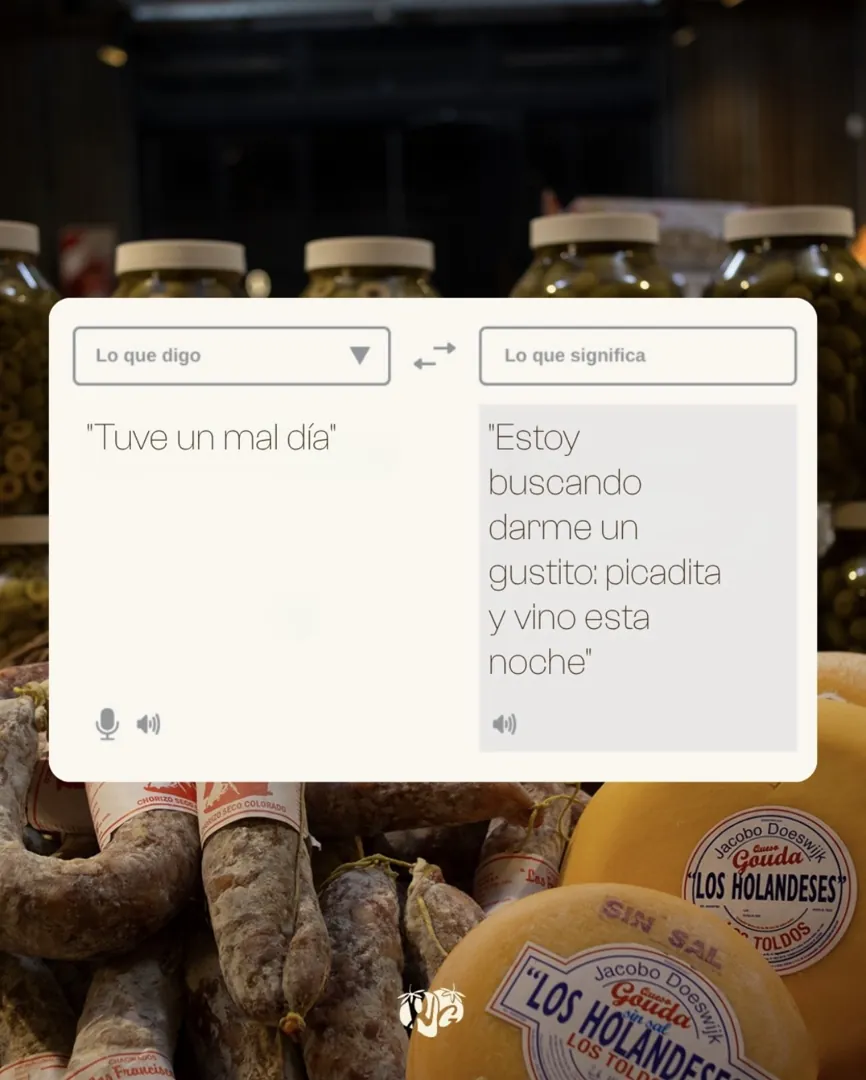 Lo que digo
Lo que significa
"Tuve un mal día"
"Estoy
buscando
darme un
gustito: picadita
y vino esta
noche"
CHORIZO SECO
CHORIZO SECO COLORADO
Jacobo Doeswijk
Queso
Gouda
"LOS HOLANDESES"
LOS TOLDOS
SIN SAL
Jacobo Doeswijk
Queso
Gouda
sin sal
"LOS HOLANDESES